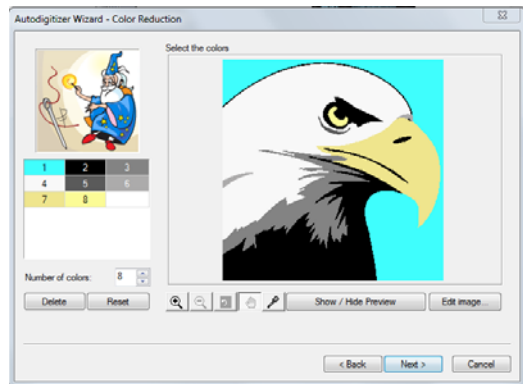 Autodigitizer Wizard - Color Reduction
Select the colors
1 2 3
4 5 6
7 8
Number of colors: 8
Delete Reset Show / Hide Preview Edit image...
< Back Next > Cancel